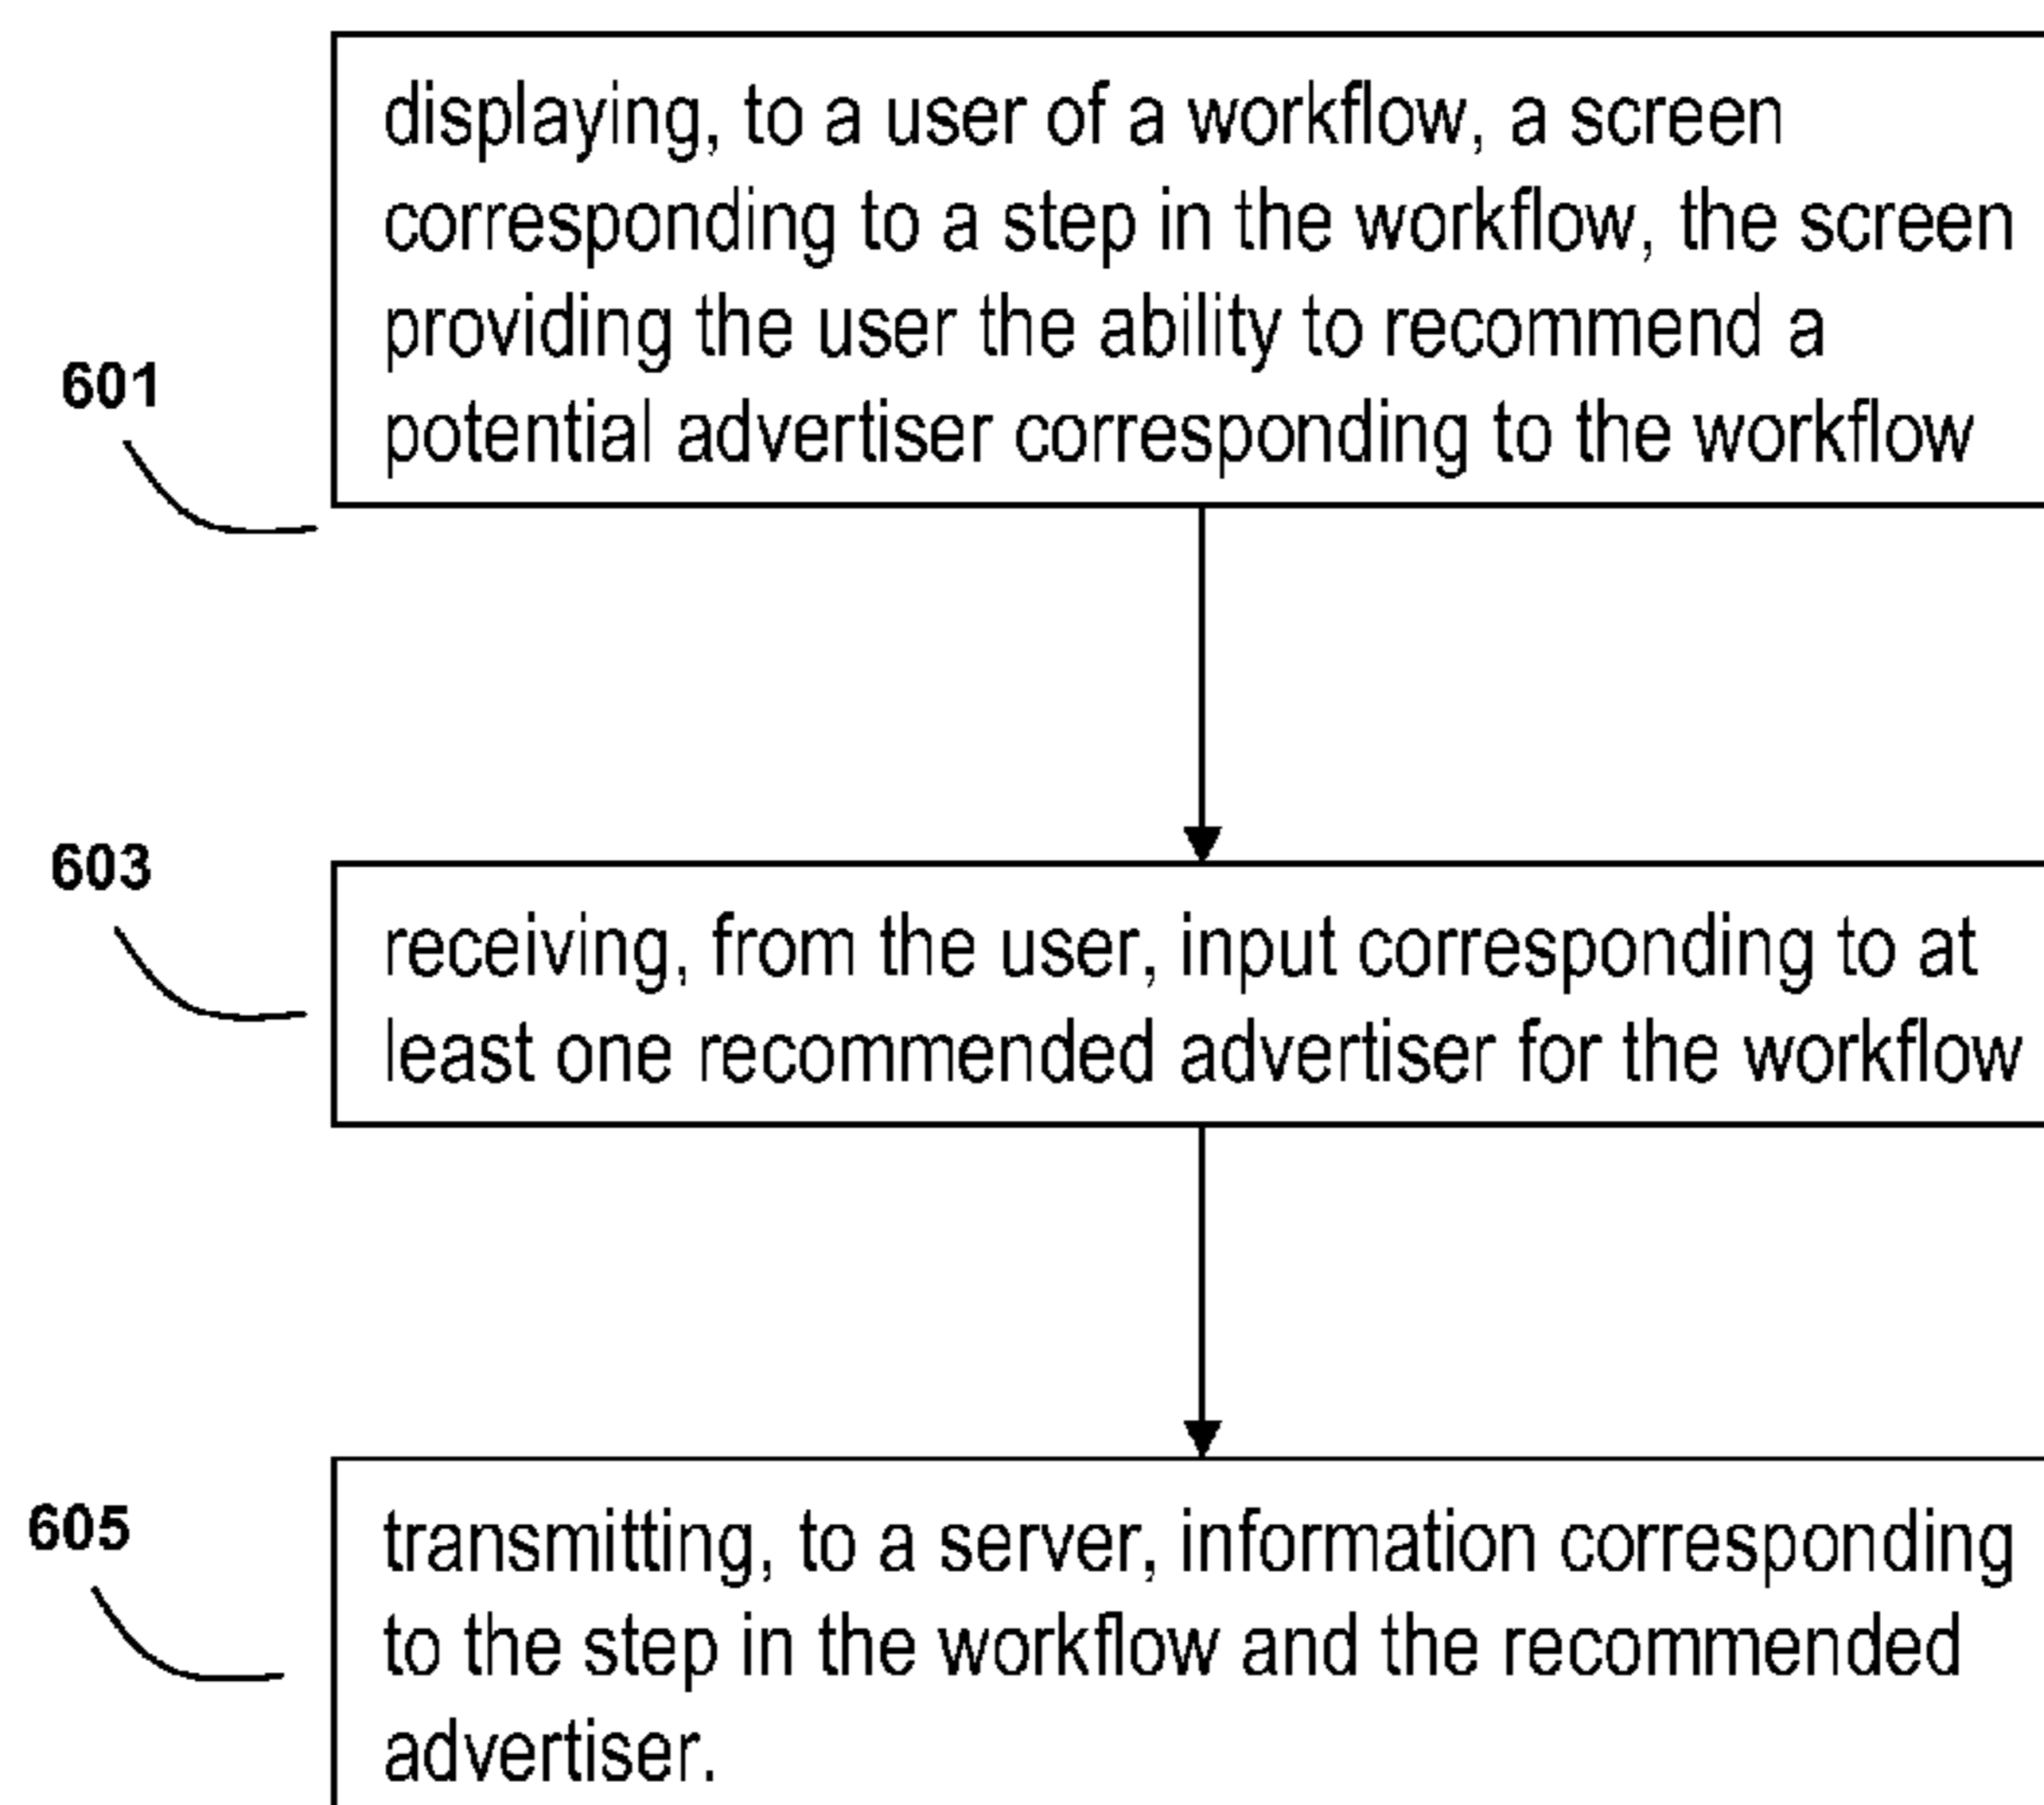 displaying, to a user of a workflow, a screen
corresponding to a step in the workflow, the screen
providing the user the ability to recommend a
601
potential advertiser corresponding to the workflow
603
receiving, from the user, input corresponding to at
least one recommended advertiser for the workflow
605
transmitting, to a server, information corresponding
to the step in the workflow and the recommended
advertiser.